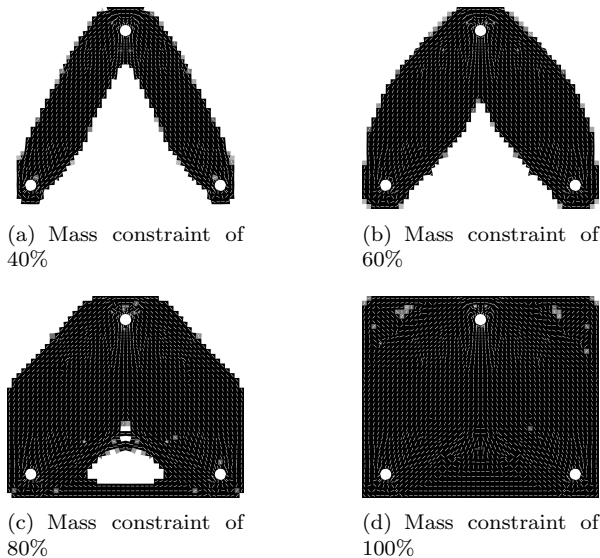 (a) Mass constraint of
40%
(b) Mass constraint of
60%
(c) Mass constraint of
80%
(d) Mass constraint of
100%